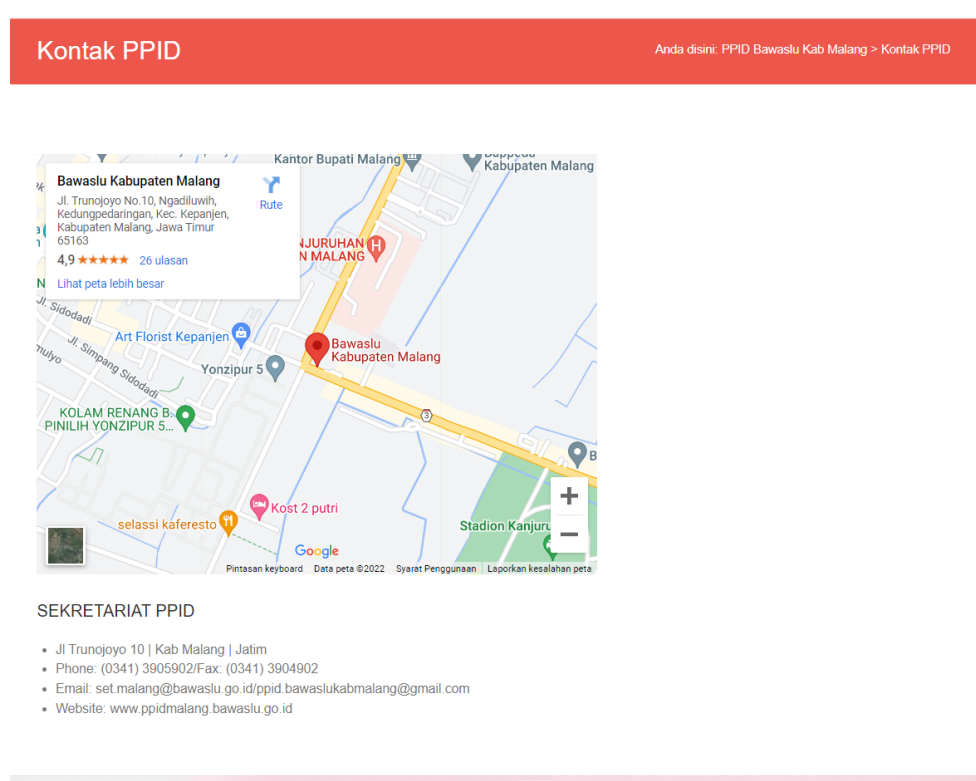 Kontak PPID
Anda disini: PPID Bawaslu Kab Malang > Kontak PPID
Kantor Bupati Malang
Kabupaten Malang
Bawaslu Kabupaten Malang
Rute
Jl. Trunojoyo No.10, Ngadiluwih,
Kedungpedaringan, Kec. Kepanjen,
Kabupaten Malang, Jawa Timur
65163
4,9 ★★★★★ 26 ulasan
Lihat peta lebih besar
NJURUHAN
N MALANG
H
Jl. Sidodadi
Art Florist Kepanjen
Bawaslu
Kabupaten Malang
Jl. Simpang Sidodadi
Yonzipur 5
KOLAM RENANG B.
PINILIH YONZIPUR 5...
3
B
Kost 2 putri
selassi kaferesto
Stadion Kanjuru
+
−
Google
Pintasan keyboard Data peta ©2022 Syarat Penggunaan Laporkan kesalahan peta
SEKRETARIAT PPID
• Jl Trunojoyo 10 | Kab Malang | Jatim
• Phone: (0341) 3905902/Fax: (0341) 3904902
• Email: set.malang@bawaslu.go.id/ppid.bawaslukabmalang@gmail.com
• Website: www.ppidmalang.bawaslu.go.id